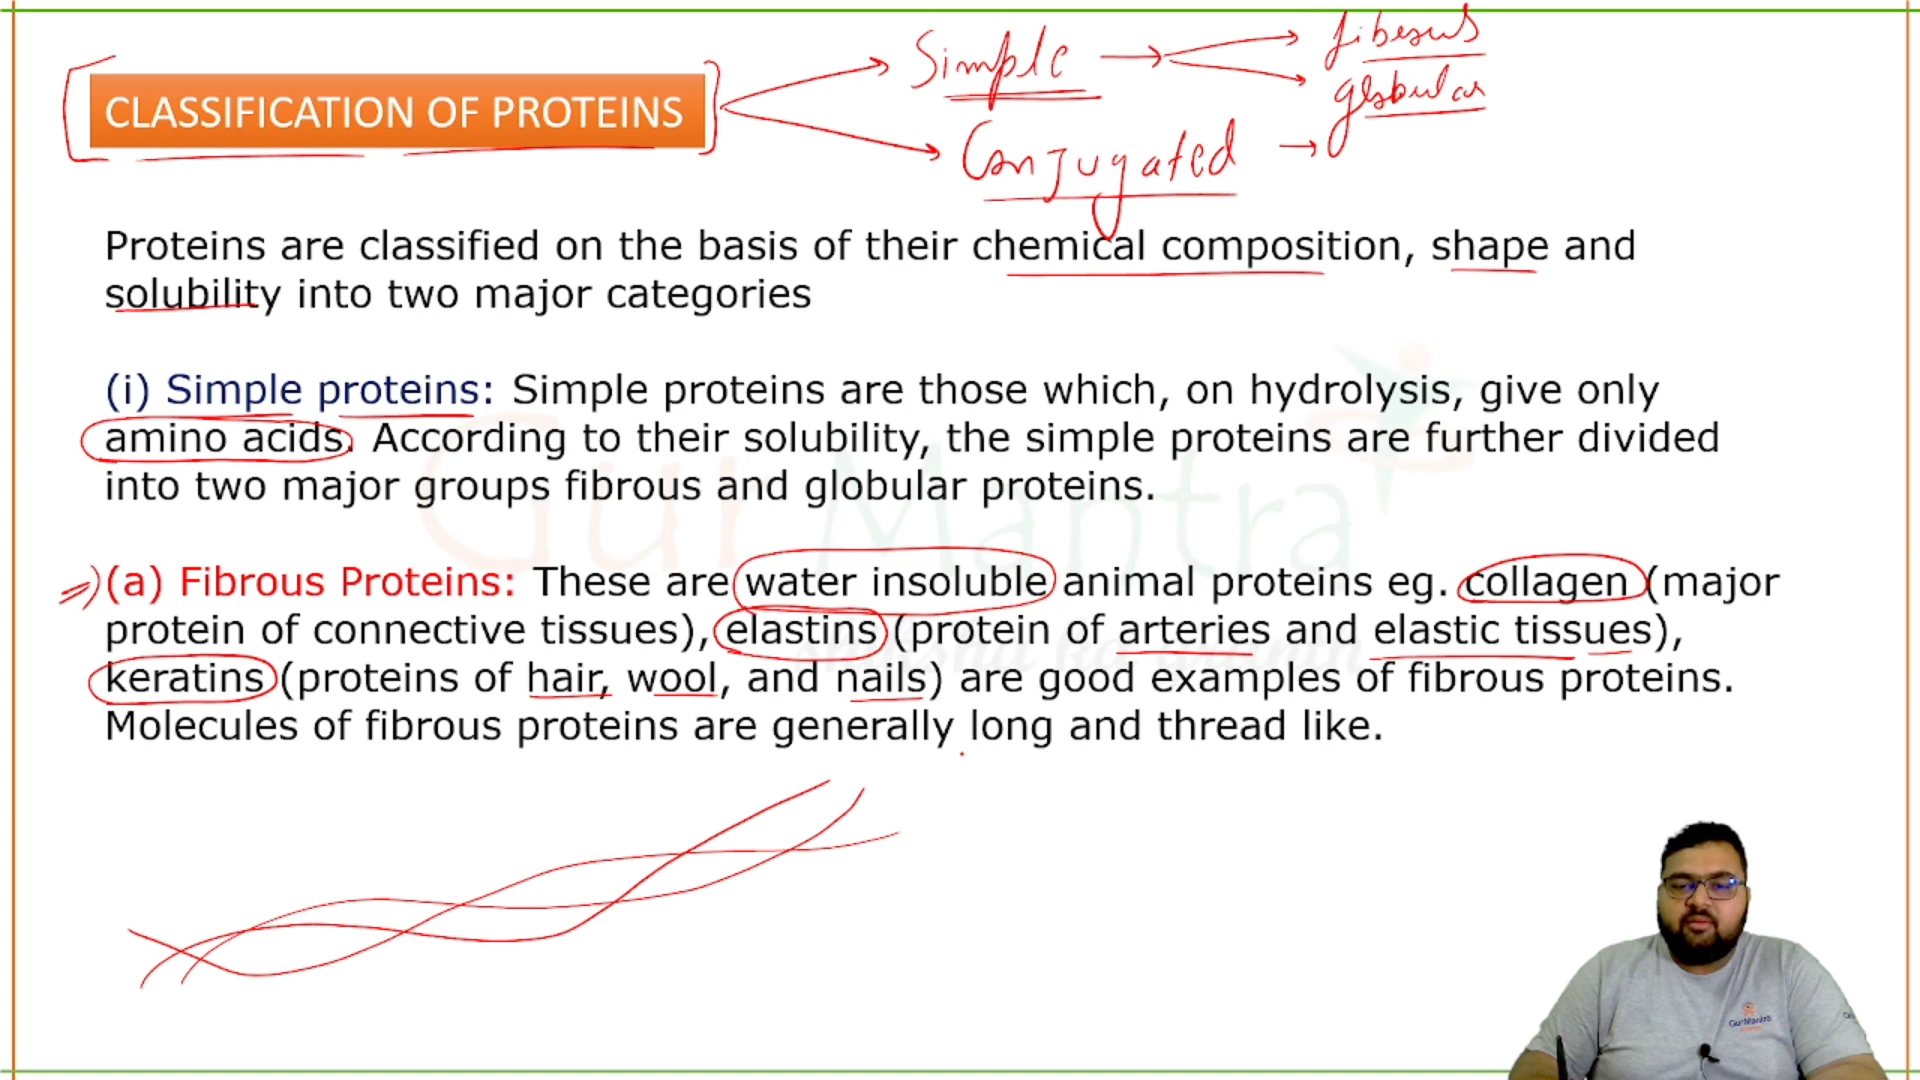 Simple → fiberus
globular
CLASSIFICATION OF PROTEINS
Conjugated →
Proteins are classified on the basis of their chemical composition, shape and
solubility into two major categories
(i) Simple proteins: Simple proteins are those which, on hydrolysis, give only
amino acids. According to their solubility, the simple proteins are further divided
into two major groups fibrous and globular proteins.
Gur Mantra
(a) Fibrous Proteins: These are water insoluble animal proteins eg. collagen (major
protein of connective tissues), elastins (protein of arteries and elastic tissues),
keratins (proteins of hair, wool, and nails) are good examples of fibrous proteins.
Molecules of fibrous proteins are generally long and thread like.
GurMantra